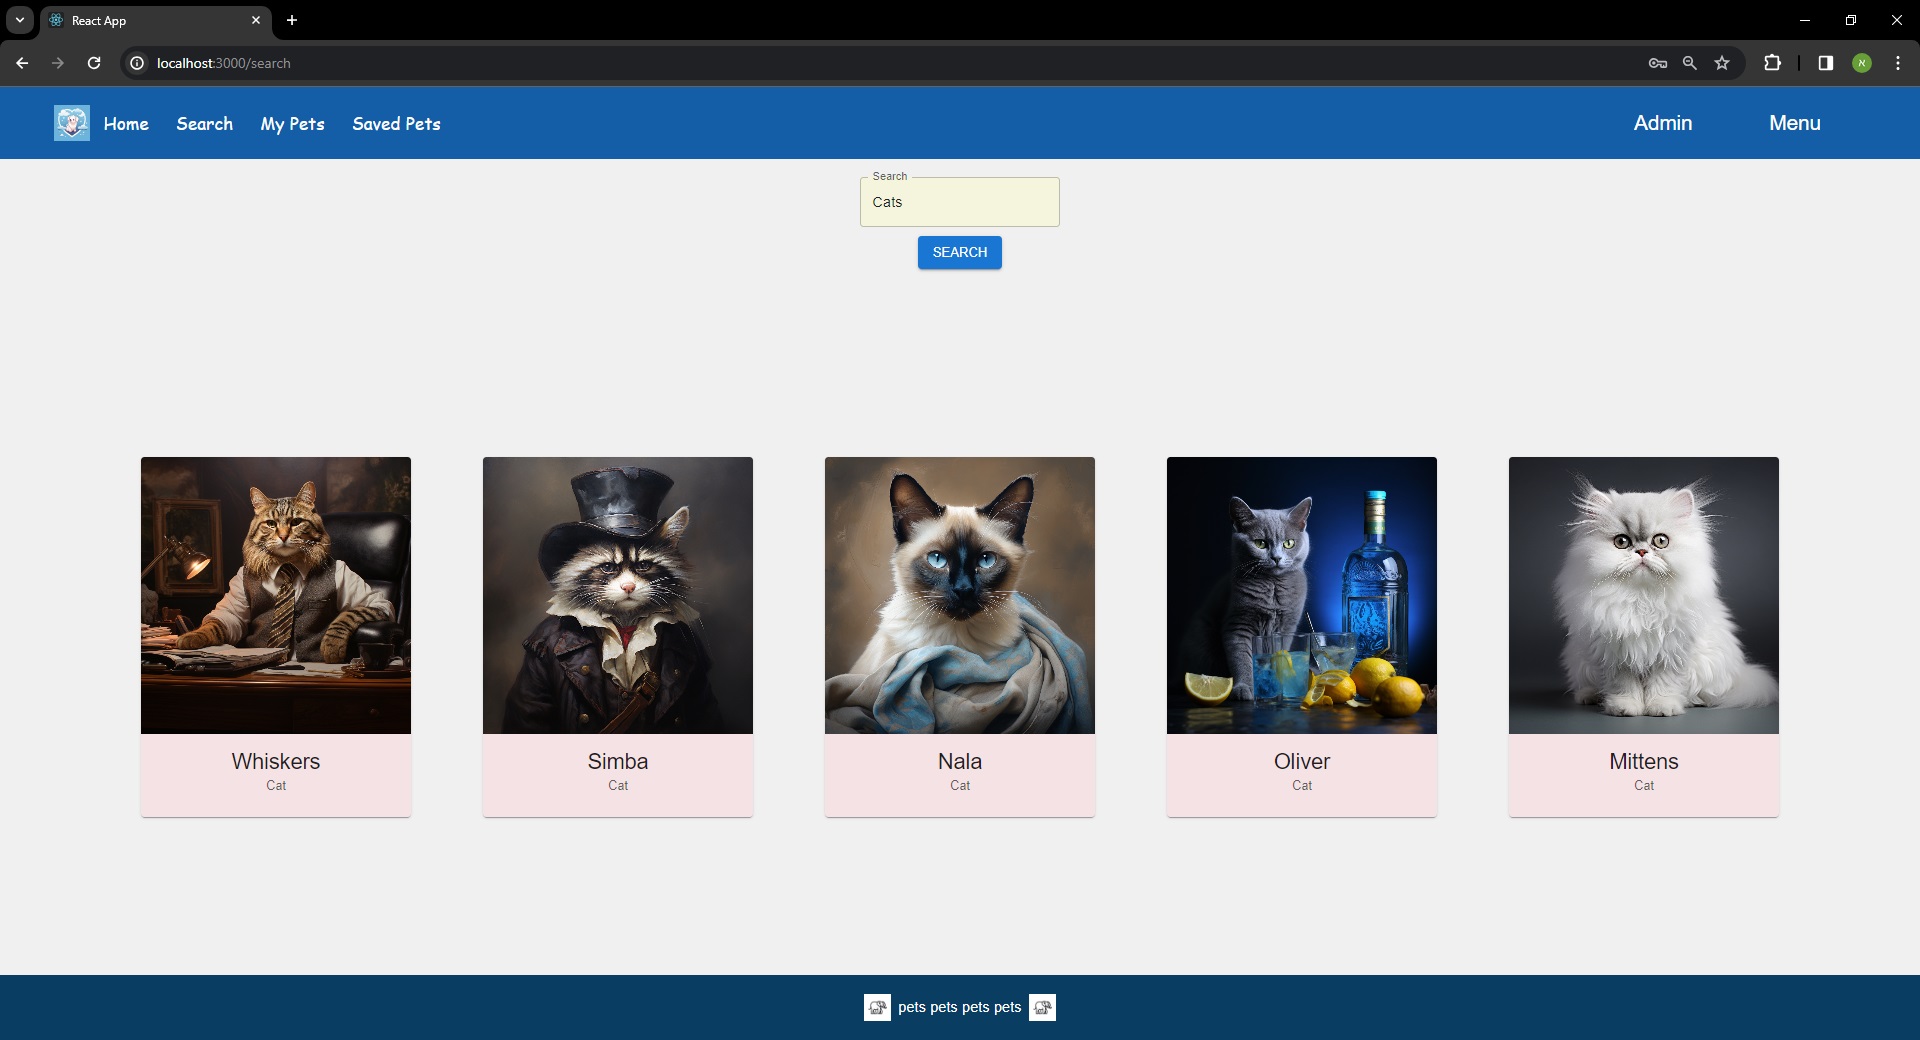 React App
localhost:3000/search
א
Home Search My Pets Saved Pets Admin Menu
Search
Cats
SEARCH
Whiskers Simba Nala Oliver Mittens
Cat Cat Cat Cat Cat
pets pets pets pets